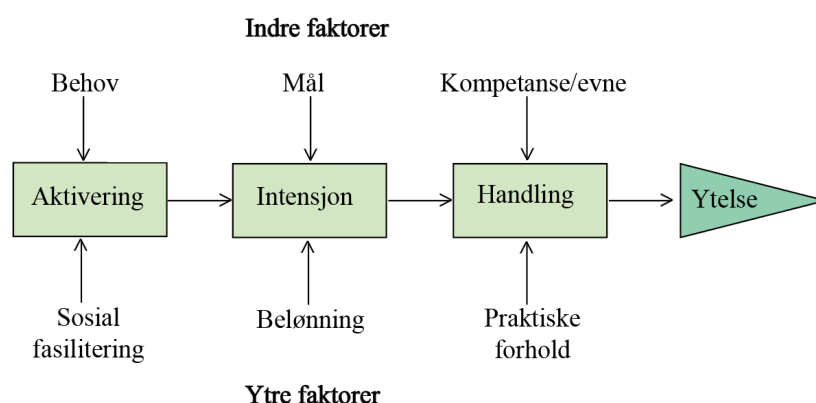 Indre faktorer
Behov
Mål
Kompetanse/evne
Aktivering
Intensjon
Handling
Ytelse
Sosial
fasilitering
Belønning
Praktiske
forhold
Ytre faktorer